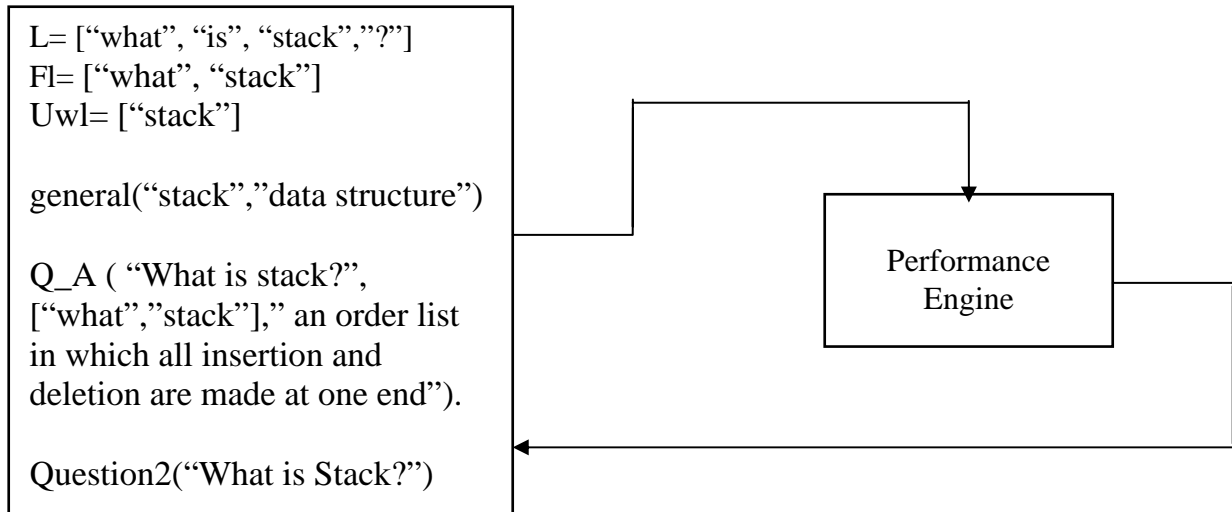 L= [“what”, “is”, “stack”,”?”]
Fl= [“what”, “stack”]
Uwl= [“stack”]
general(“stack”,”data structure”)
Q_A ( “What is stack?”,
[“what”,”stack”],” an order list
in which all insertion and
deletion are made at one end”).
Question2(“What is Stack?”)
Performance
Engine